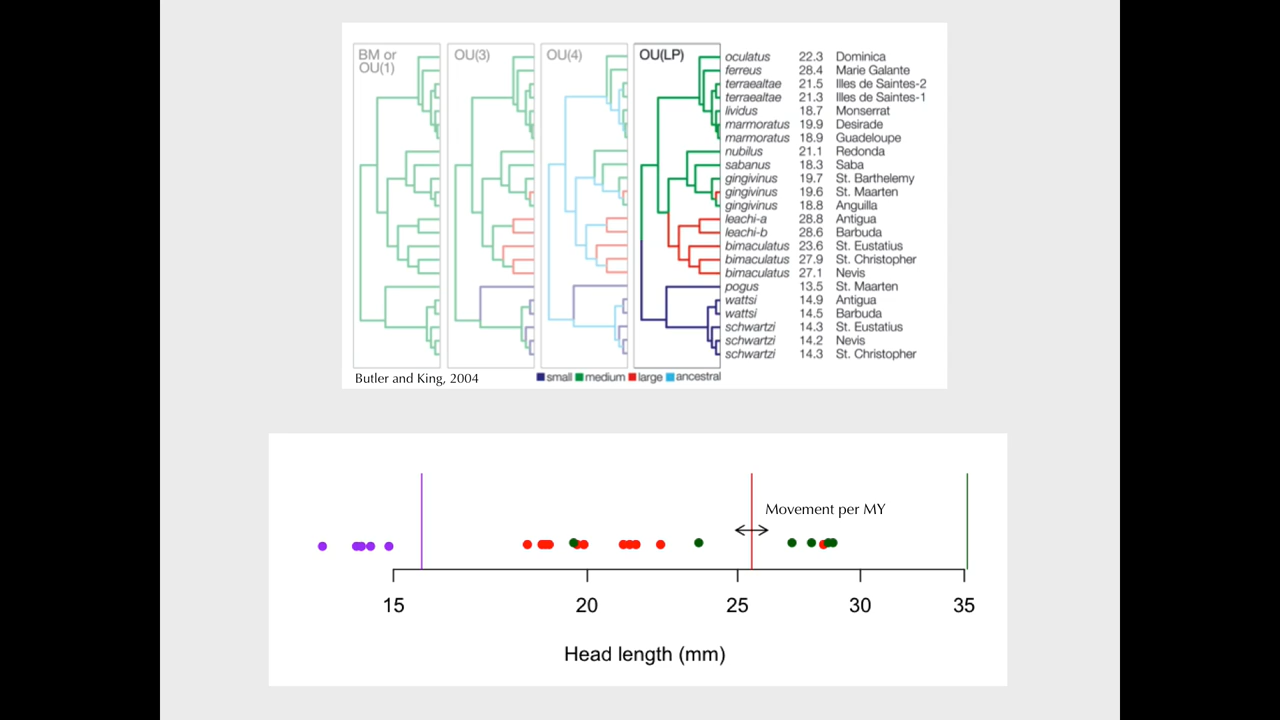 BM or
OU(1)
OU(3)
OU(4)
OU(LP)
oculatus 22.3 Dominica
ferreus 28.4 Marie Galante
terraealtae 21.5 Illes de Saintes-2
terraealtae 21.3 Illes de Saintes-1
lividus 18.7 Monserrat
marmoratus 19.9 Desirade
marmoratus 18.9 Guadeloupe
nubilus 21.1 Redonda
sabanus 18.3 Saba
gingivinus 19.7 St. Barthelemy
gingivinus 19.6 St. Maarten
gingivinus 18.8 Anguilla
leachi-a 28.8 Antigua
leachi-b 28.6 Barbuda
bimaculatus 23.6 St. Eustatius
bimaculatus 27.9 St. Christopher
bimaculatus 27.1 Nevis
pogus 13.5 St. Maarten
wattsi 14.9 Antigua
wattsi 14.5 Barbuda
schwartzi 14.3 St. Eustatius
schwartzi 14.2 Nevis
schwartzi 14.3 St. Christopher
Butler and King, 2004
small medium large ancestral
Movement per MY
15 20 25 30 35
Head length (mm)